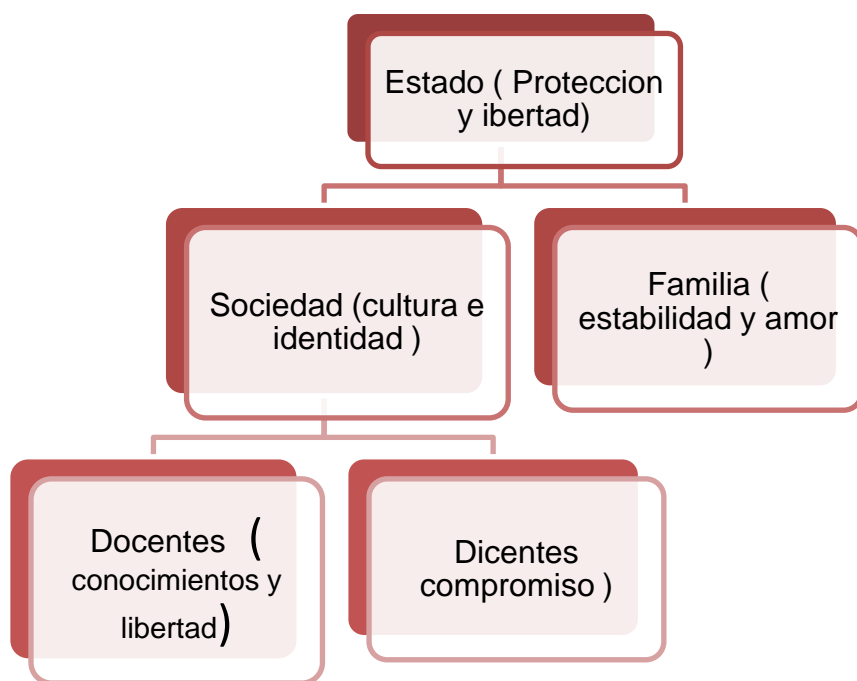 Estado ( Proteccion
y ibertad)
Sociedad (cultura e
identidad )
Familia (
estabilidad y amor
)
Docentes (
conocimientos y
libertad)
Dicentes
compromiso )